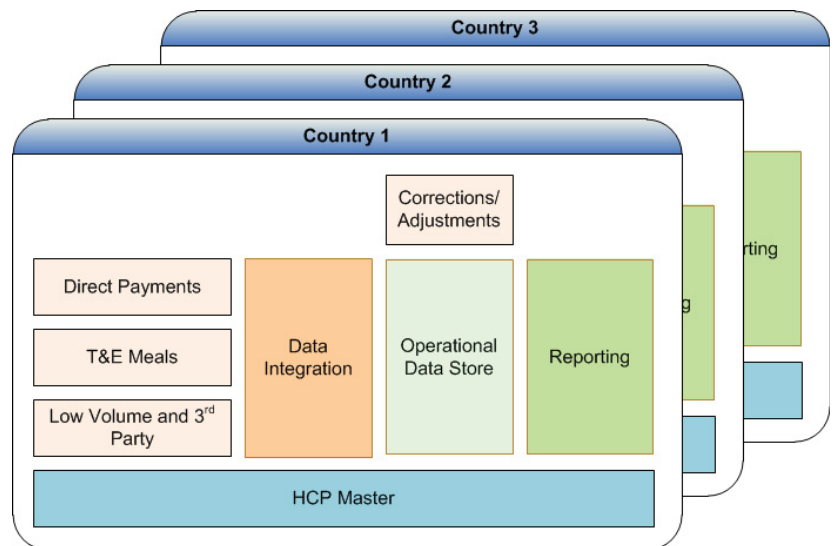 Country 3
Country 2
Country 1
Corrections/
Adjustments
Direct Payments
T&E Meals
Low Volume and 3rd
Party
Data
Integration
Operational
Data Store
Reporting
HCP Master